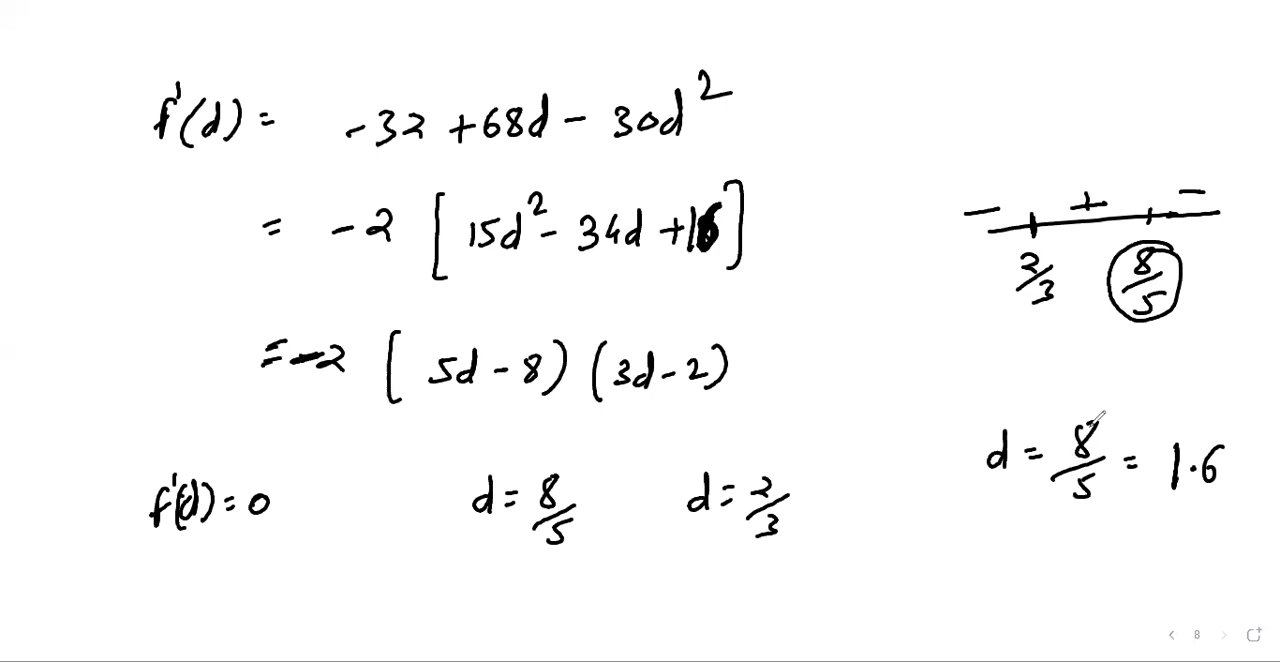 f'(d) = -32 + 68d - 30d²
= -2 [ 15d² - 34d + 16 ]
= -2 [ 5d - 8 ) ( 3d - 2 )
f'(d) = 0 d = 8/5 d = 2/3
- + -
2/3 8/5
d = 8/5 = 1.6
< 8 >